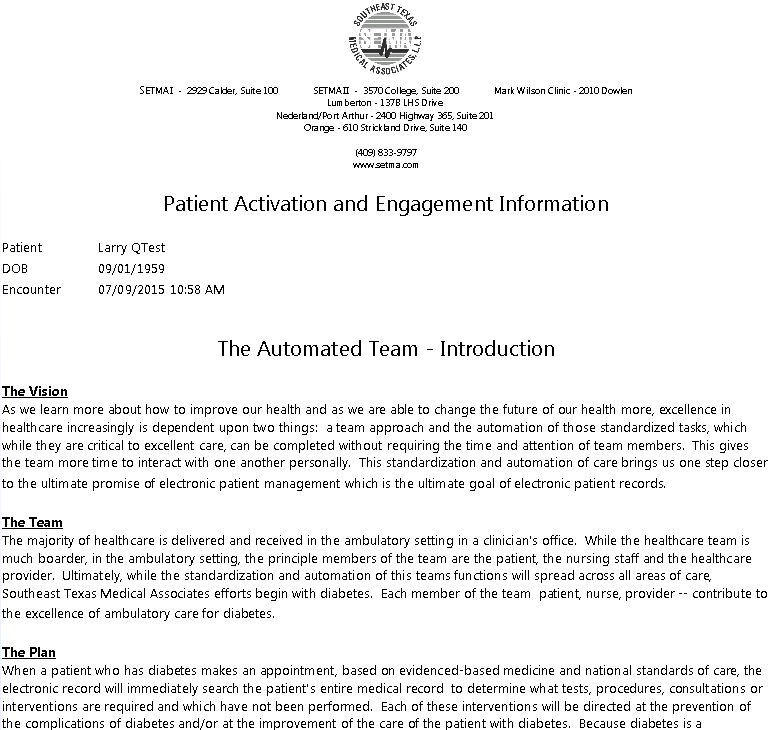 SOUTHEAST TEXAS
SETMA
MEDICAL ASSOCIATES, L.L.P.
SETMAI - 2929 Calder, Suite 100 SETMAII - 3570 College, Suite 200 Mark Wilson Clinic - 2010 Dowlen
Lumberton - 137B LHS Drive
Nederland/Port Arthur - 2400 Highway 365, Suite 201
Orange - 610 Strickland Drive, Suite 140
(409) 833-9797
www.setma.com
Patient Activation and Engagement Information
Patient Larry QTest
DOB 09/01/1959
Encounter 07/09/2015 10:58 AM
The Automated Team - Introduction
The Vision
As we learn more about how to improve our health and as we are able to change the future of our health more, excellence in
healthcare increasingly is dependent upon two things: a team approach and the automation of those standardized tasks, which
while they are critical to excellent care, can be completed without requiring the time and attention of team members. This gives
the team more time to interact with one another personally. This standardization and automation of care brings us one step closer
to the ultimate promise of electronic patient management which is the ultimate goal of electronic patient records.
The Team
The majority of healthcare is delivered and received in the ambulatory setting in a clinician's office. While the healthcare team is
much boarder, in the ambulatory setting, the principle members of the team are the patient, the nursing staff and the healthcare
provider. Ultimately, while the standardization and automation of this teams functions will spread across all areas of care,
Southeast Texas Medical Associates efforts begin with diabetes. Each member of the team patient, nurse, provider -- contribute to
the excellence of ambulatory care for diabetes.
The Plan
When a patient who has diabetes makes an appointment, based on evidenced-based medicine and national standards of care, the
electronic record will immediately search the patient's entire medical record to determine what tests, procedures, consultations or
interventions are required and which have not been performed. Each of these interventions will be directed at the prevention of
the complications of diabetes and/or at the improvement of the care of the patient with diabetes. Because diabetes is a